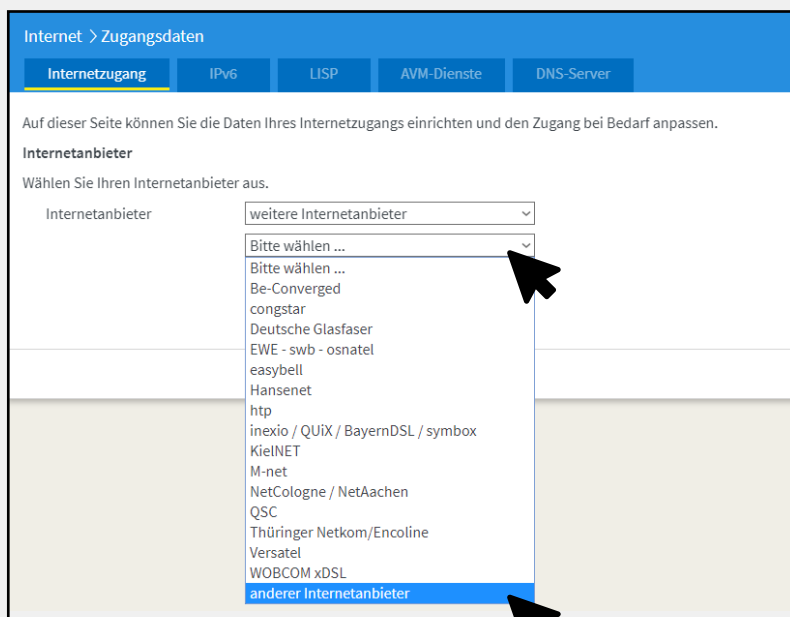 Internet > Zugangsdaten
Internetzugang IPv6 LISP AVM-Dienste DNS-Server
Auf dieser Seite können Sie die Daten Ihres Internetzugangs einrichten und den Zugang bei Bedarf anpassen.
Internetanbieter
Wählen Sie Ihren Internetanbieter aus.
Internetanbieter weitere Internetanbieter
Bitte wählen ...
Bitte wählen ...
Be-Converged
congstar
Deutsche Glasfaser
EWE - swb - osnatel
easybell
Hansenet
htp
inexio / QUiX / BayernDSL / symbox
KielNET
M-net
NetCologne / NetAachen
QSC
Thüringer Netkom/Encoline
Versatel
WOBCOM xDSL
anderer Internetanbieter